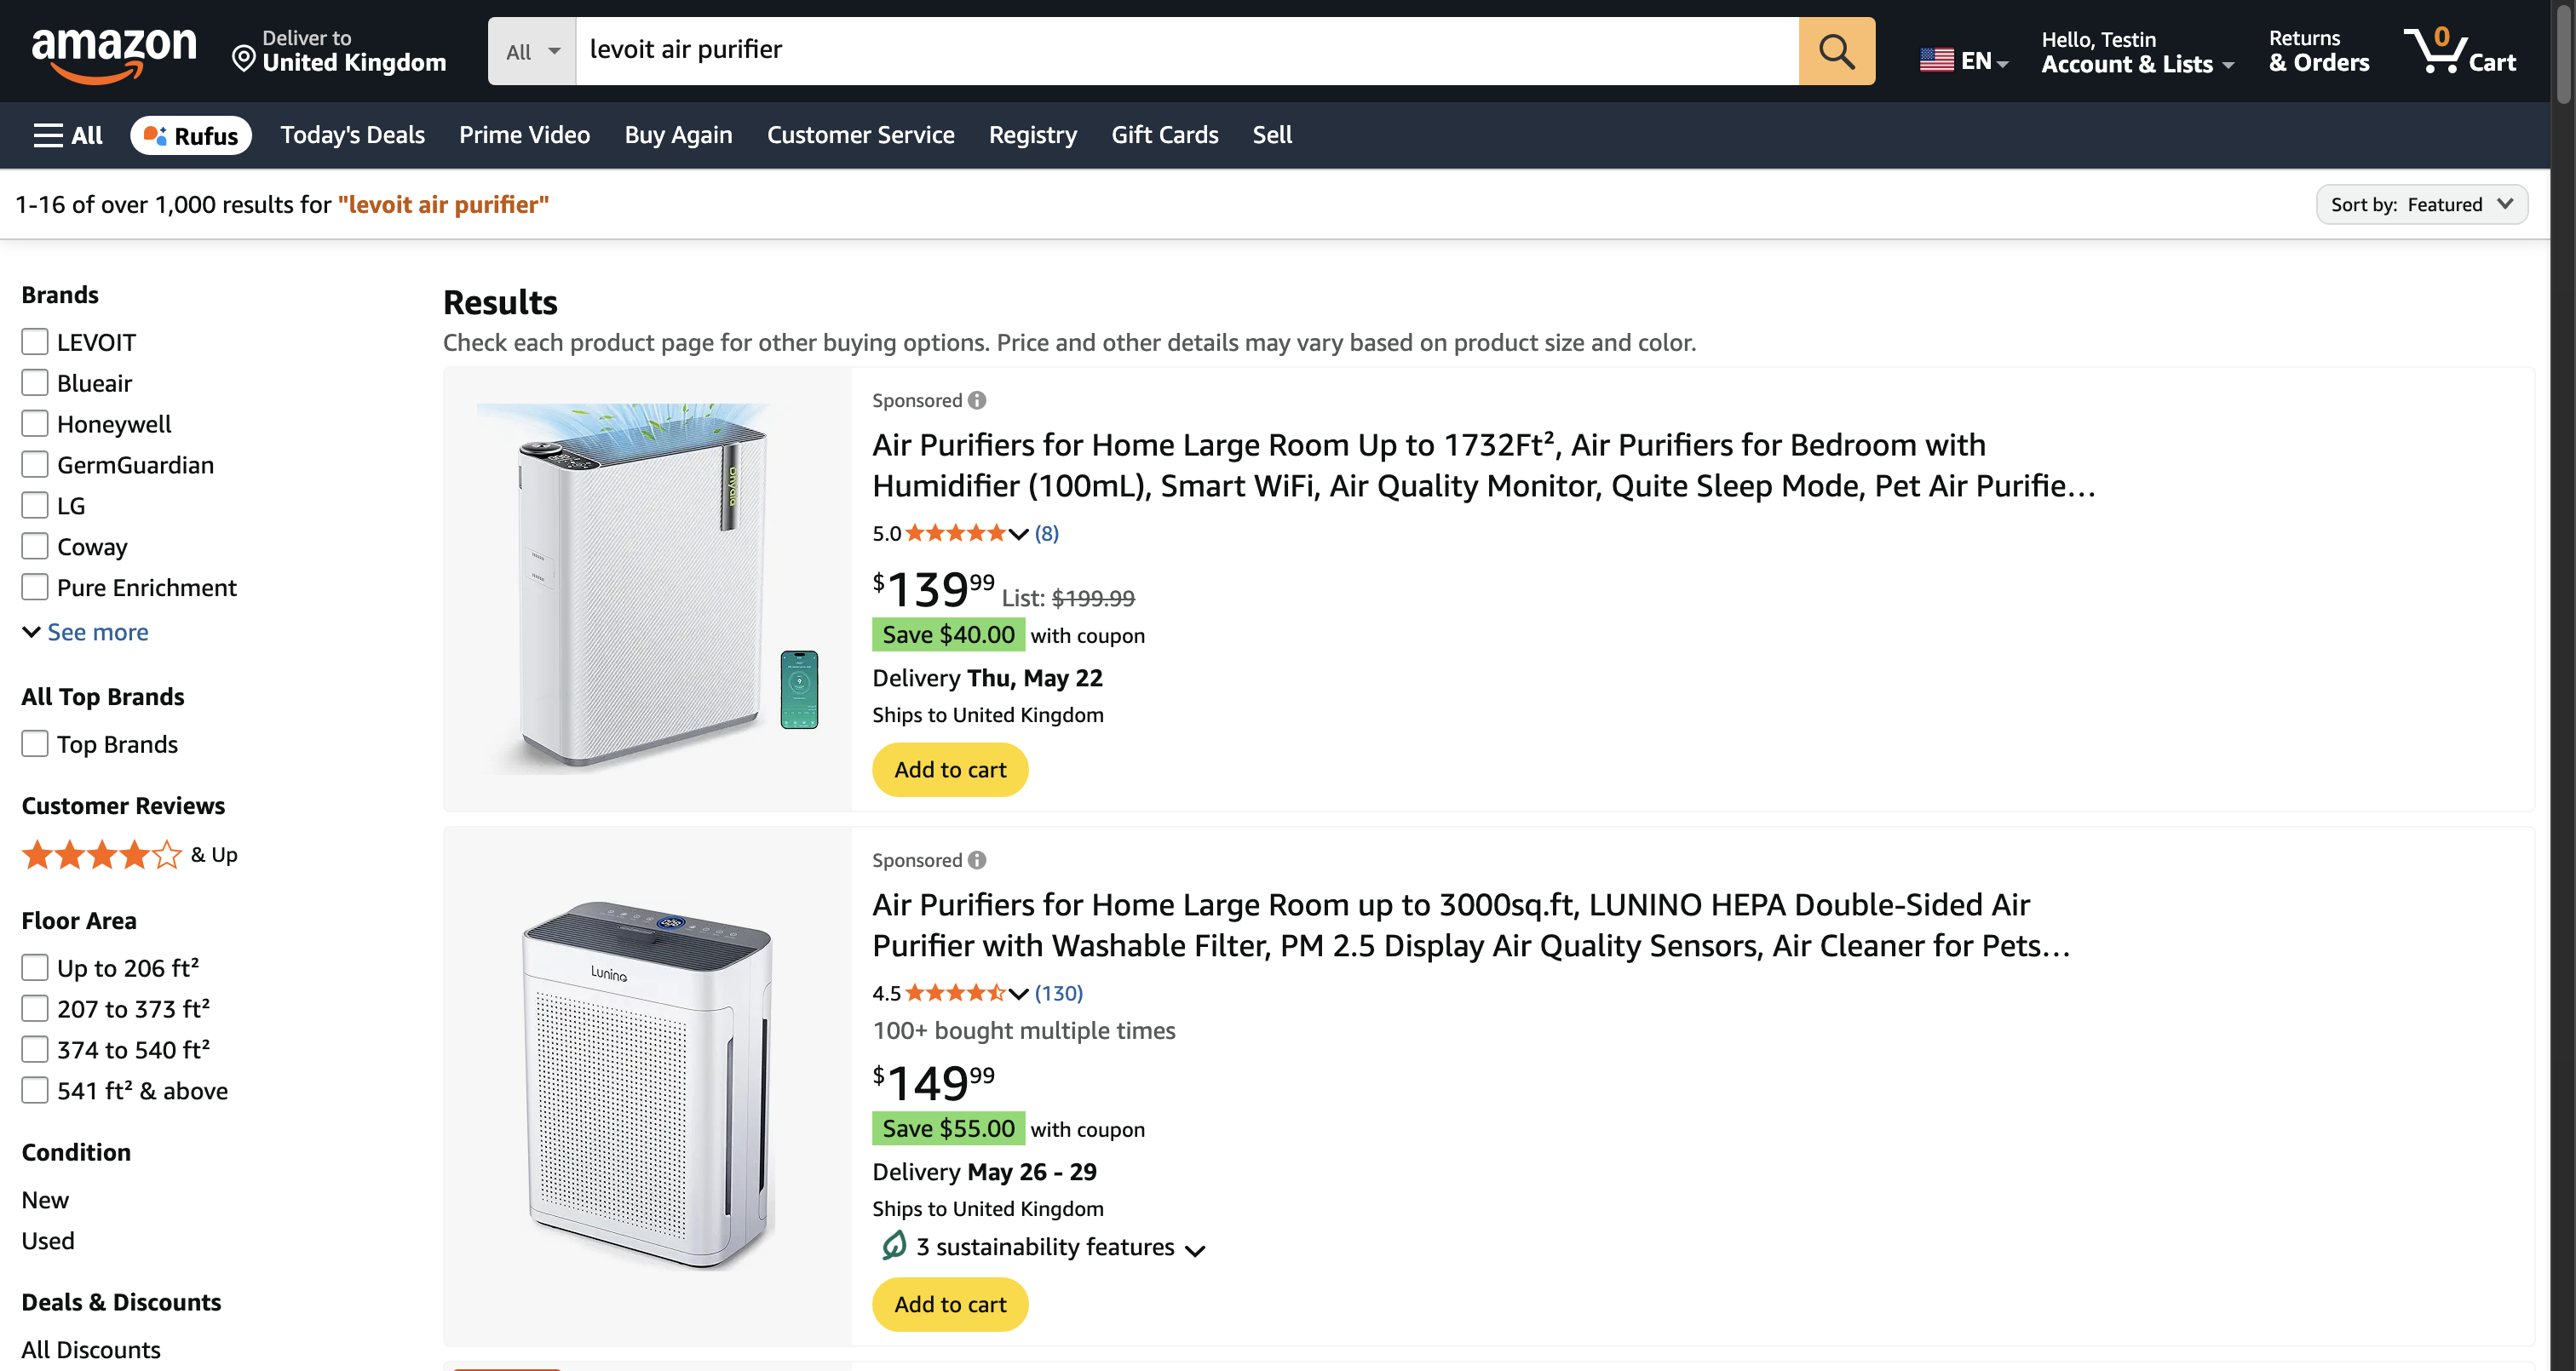 amazon
Deliver to
United Kingdom
All
levoit air purifier
EN
Hello, Testin
Account & Lists
Returns
& Orders
0
Cart
All
Rufus
Today's Deals
Prime Video
Buy Again
Customer Service
Registry
Gift Cards
Sell
1-16 of over 1,000 results for "levoit air purifier"
Sort by: Featured
Brands
LEVOIT
Blueair
Honeywell
GermGuardian
LG
Coway
Pure Enrichment
See more
All Top Brands
Top Brands
Customer Reviews
& Up
Floor Area
Up to 206 ft²
207 to 373 ft²
374 to 540 ft²
541 ft² & above
Condition
New
Used
Deals & Discounts
All Discounts
Results
Check each product page for other buying options. Price and other details may vary based on product size and color.
Sponsored
Air Purifiers for Home Large Room Up to 1732Ft², Air Purifiers for Bedroom with
Humidifier (100mL), Smart WiFi, Air Quality Monitor, Quite Sleep Mode, Pet Air Purifie…
5.0 (8)
$139.99 List: $199.99
Save $40.00 with coupon
Delivery Thu, May 22
Ships to United Kingdom
Add to cart
Lunino
Sponsored
Air Purifiers for Home Large Room up to 3000sq.ft, LUNINO HEPA Double-Sided Air
Purifier with Washable Filter, PM 2.5 Display Air Quality Sensors, Air Cleaner for Pets…
4.5 (130)
100+ bought multiple times
$149.99
Save $55.00 with coupon
Delivery May 26 - 29
Ships to United Kingdom
3 sustainability features
Add to cart